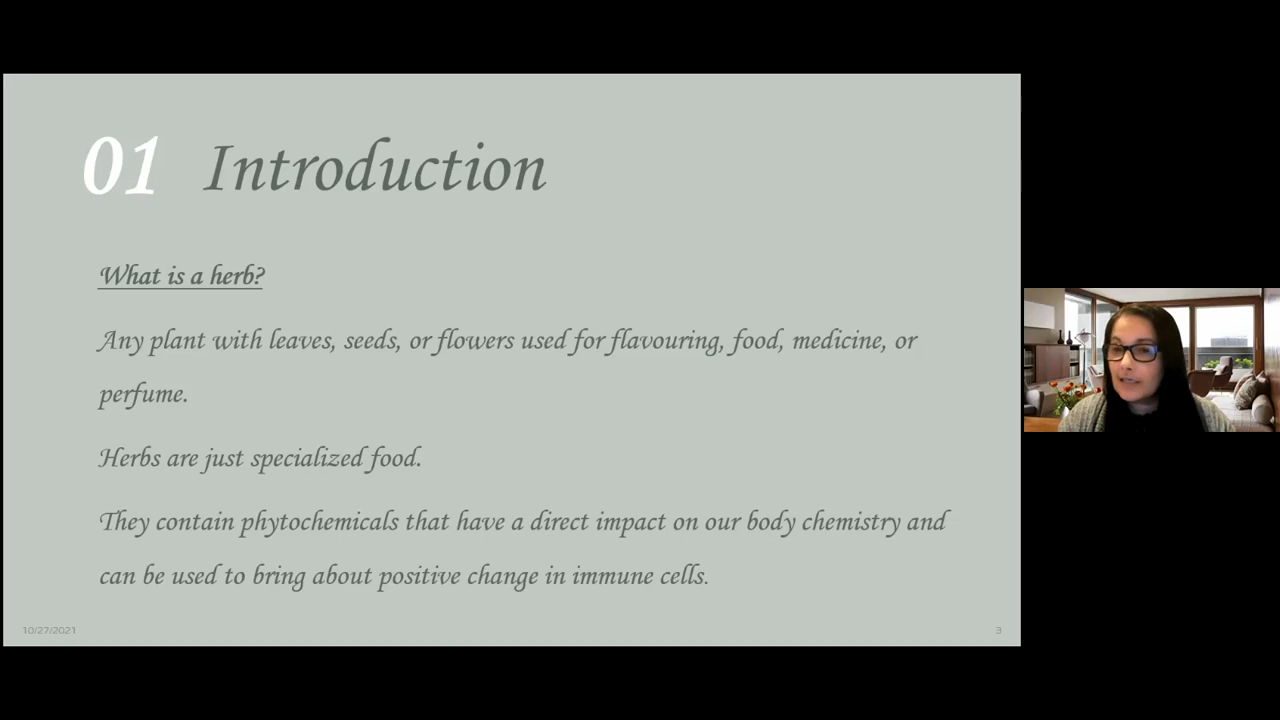 01 Introduction
What is a herb?
Any plant with leaves, seeds, or flowers used for flavouring, food, medicine, or
perfume.
Herbs are just specialized food.
They contain phytochemicals that have a direct impact on our body chemistry and
can be used to bring about positive change in immune cells.
10/27/2021
3